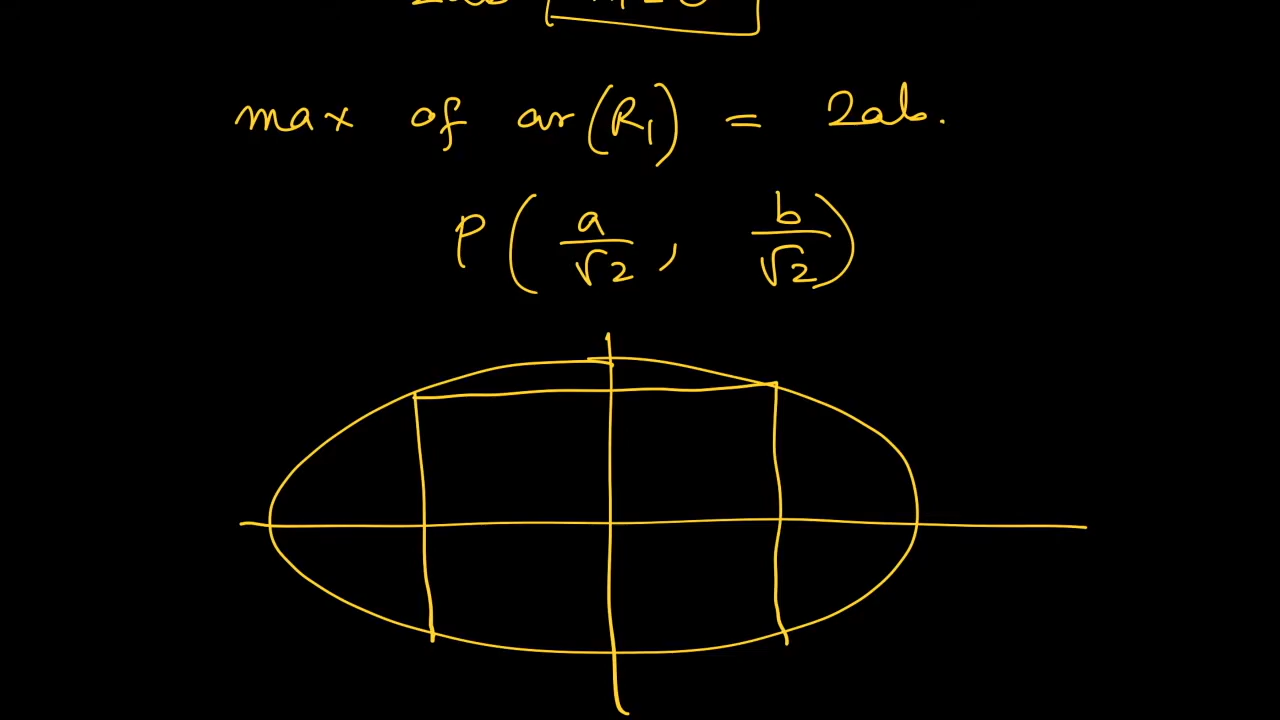 max of ar(R₁) = 2ab.
P(a/√2, b/√2)